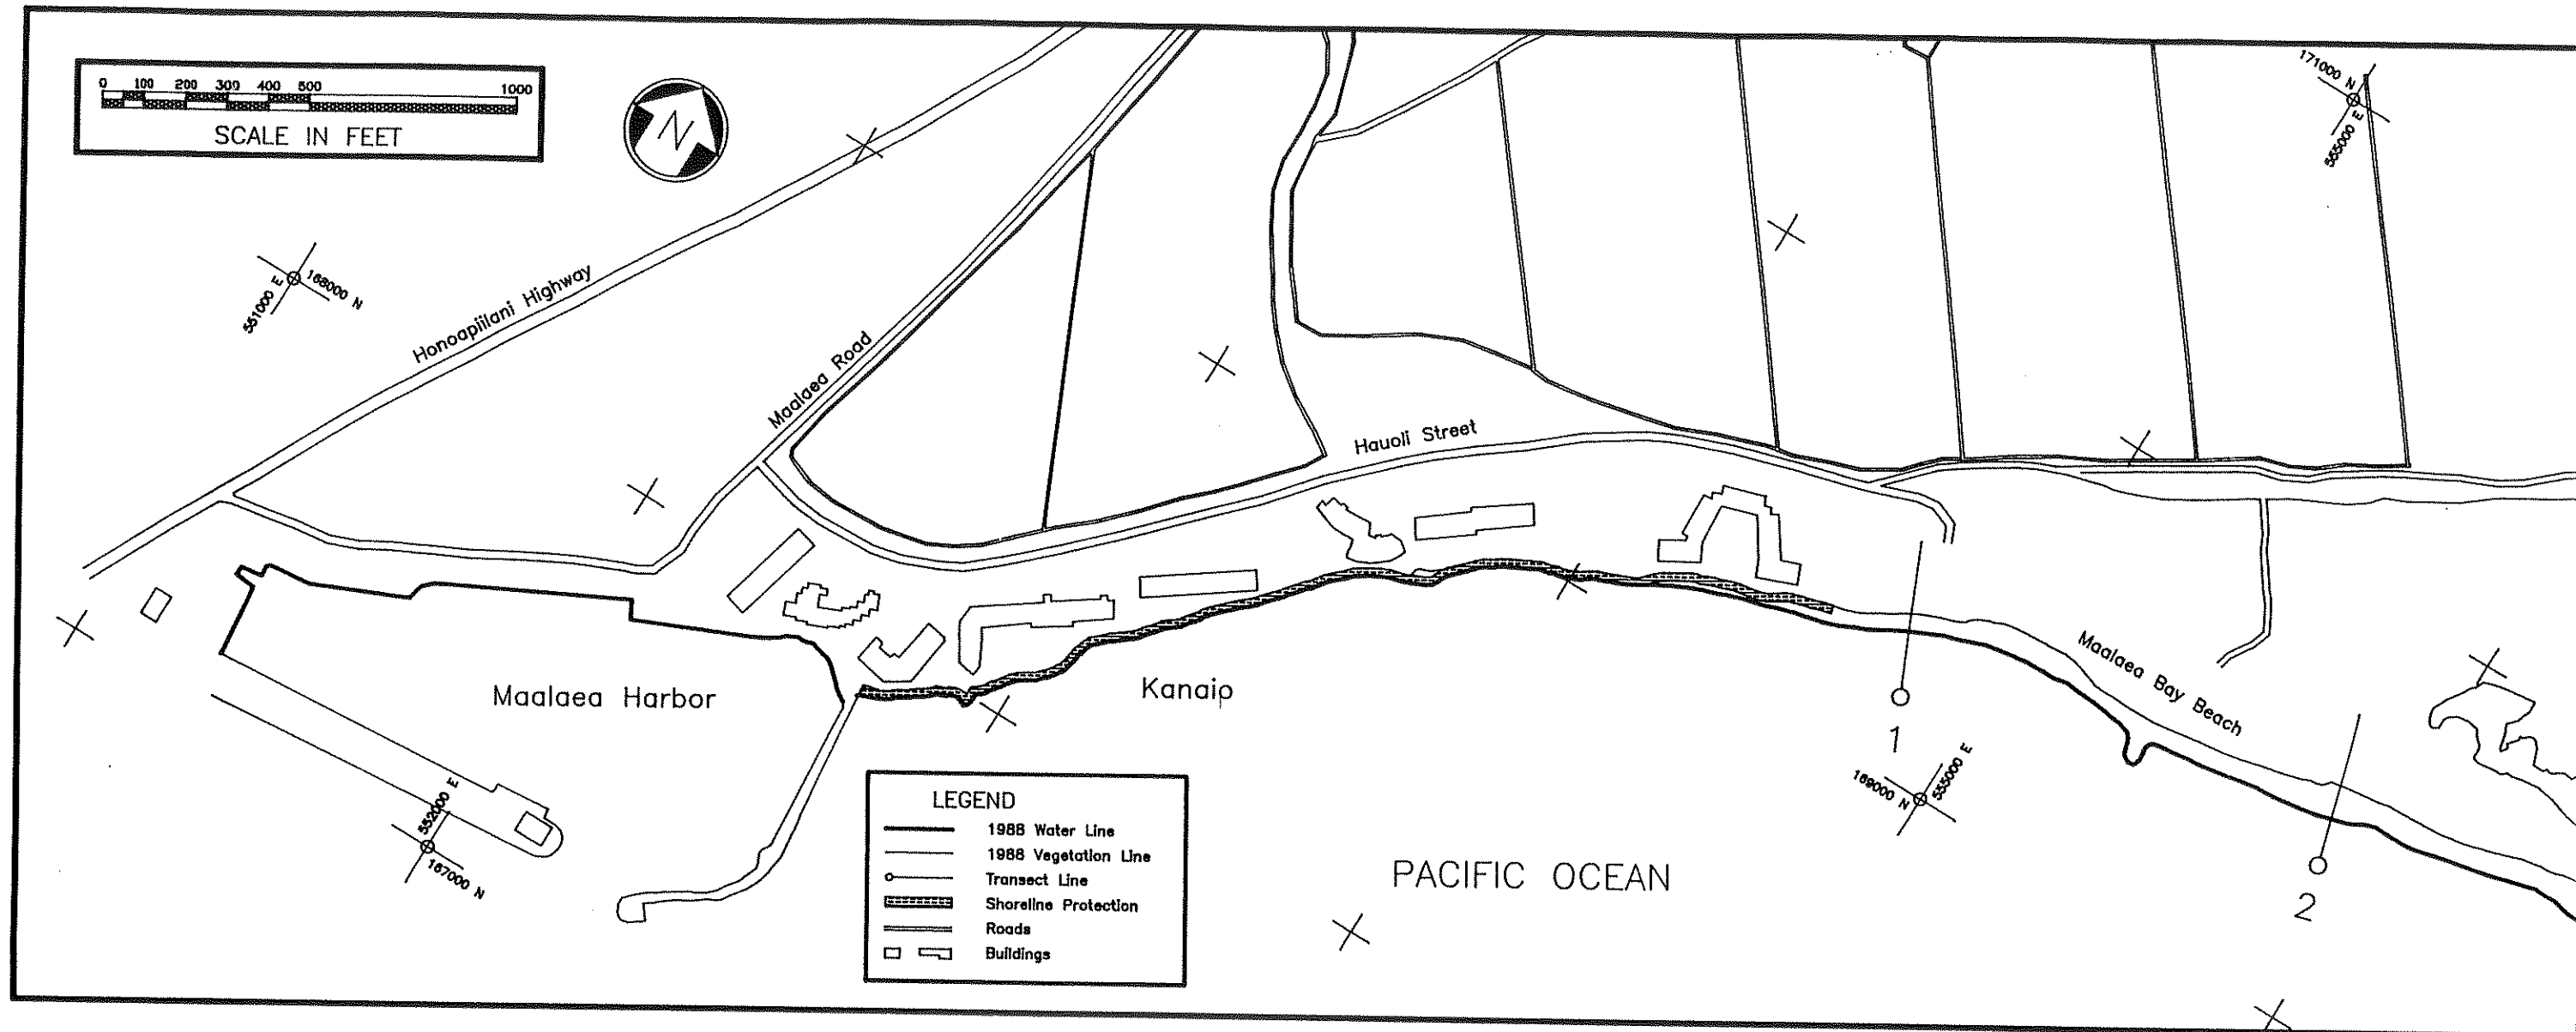 0 100 200 300 400 500 1000
SCALE IN FEET
N
171000 N
555000 E
551000 E
168000 N
Honoapiilani Highway
Maalaea Road
Hauoli Street
Maalaea Harbor
Kanaio
1
Maalaea Bay Beach
169000 N
555000 E
552000 E
167000 N
2
PACIFIC OCEAN
LEGEND
1988 Water Line
1988 Vegetation Line
Transect Line
Shoreline Protection
Roads
Buildings